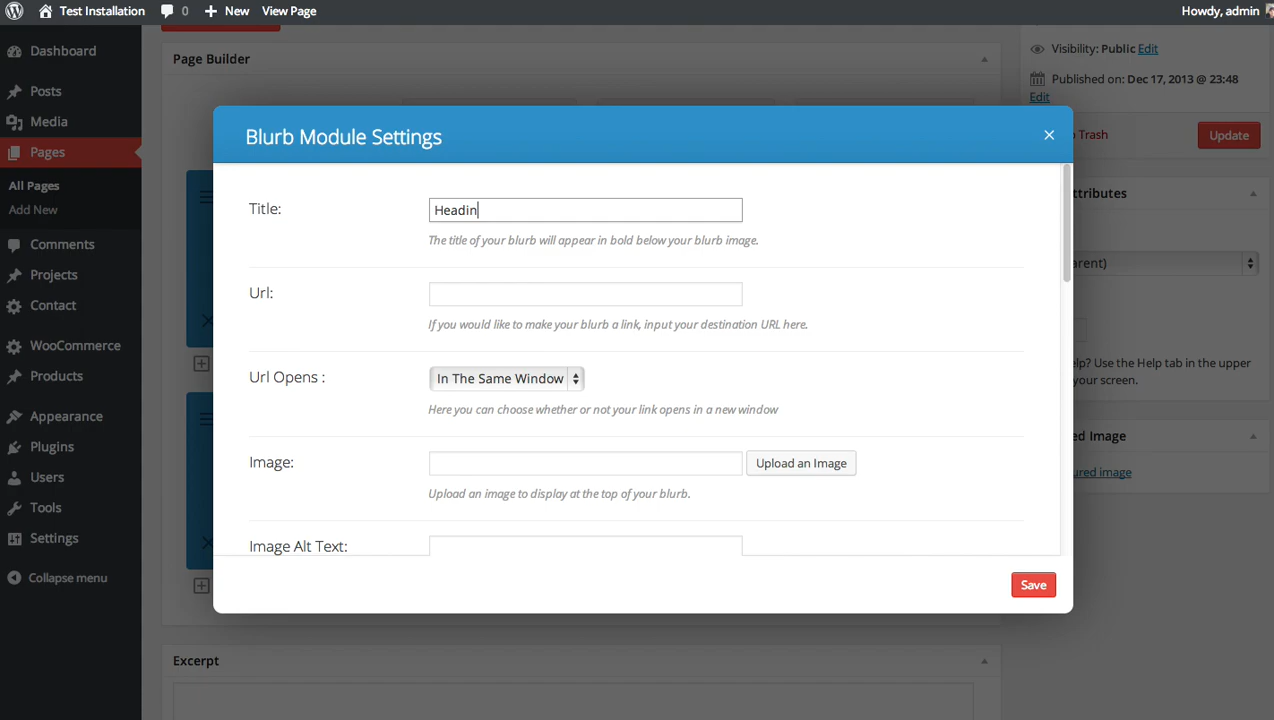 Test Installation 0 New View Page Howdy, admin
Dashboard
Posts
Media
Pages
All Pages
Add New
Comments
Projects
Contact
WooCommerce
Products
Appearance
Plugins
Users
Tools
Settings
Collapse menu
Page Builder
Blurb Module Settings
Title: Headin
The title of your blurb will appear in bold below your blurb image.
Url:
If you would like to make your blurb a link, input your destination URL here.
Url Opens : In The Same Window
Here you can choose whether or not your link opens in a new window
Image: Upload an Image
Upload an image to display at the top of your blurb.
Image Alt Text:
Save
Excerpt
Visibility: Public Edit
Published on: Dec 17, 2013 @ 23:48
Edit
Trash Update
ttributes
arent)
elp? Use the Help tab in the upper
your screen.
ed Image
ured image